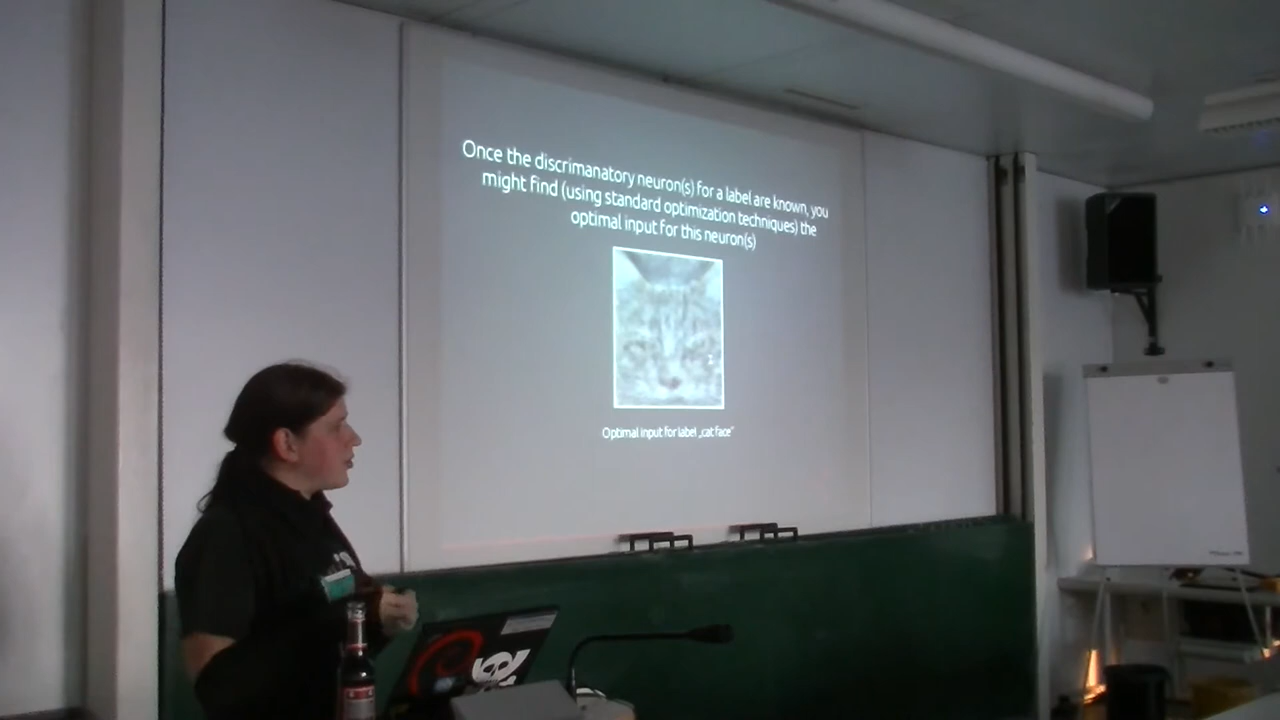 Once the discrimanatory neuron(s) for a label are known, you
might find (using standard optimization techniques) the
optimal input for this neuron(s)
Optimal input for label „cat face“